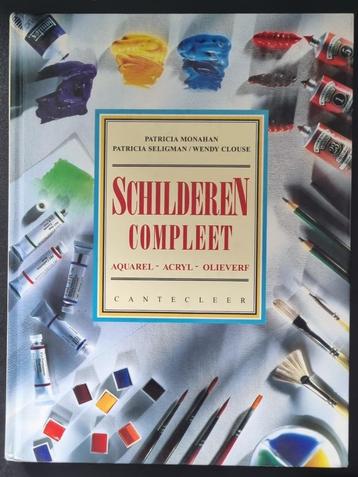 PATRICIA MONAHAN
PATRICIA SELIGMAN / WENDY CLOUSE
SCHILDEREN
COMPLEET
AQUAREL - ACRYL - OLIEVERF
CANTECLEER